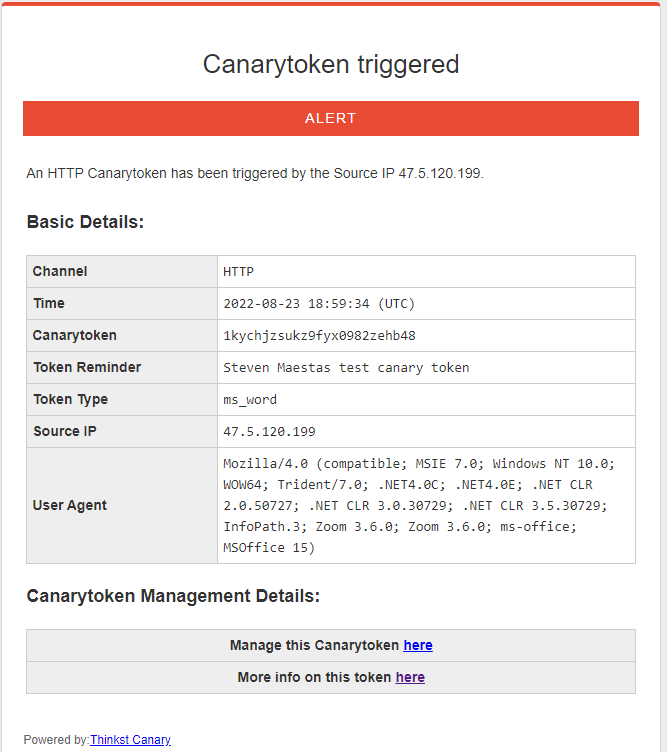 Canarytoken triggered
ALERT
An HTTP Canarytoken has been triggered by the Source IP 47.5.120.199.
Basic Details:
Channel HTTP
Time 2022-08-23 18:59:34 (UTC)
Canarytoken 1kychjzsukz9fyx0982zehb48
Token Reminder Steven Maestas test canary token
Token Type ms_word
Source IP 47.5.120.199
User Agent Mozilla/4.0 (compatible; MSIE 7.0; Windows NT 10.0;
WOW64; Trident/7.0; .NET4.0C; .NET4.0E; .NET CLR
2.0.50727; .NET CLR 3.0.30729; .NET CLR 3.5.30729;
InfoPath.3; Zoom 3.6.0; Zoom 3.6.0; ms-office;
MSOffice 15)
Canarytoken Management Details:
Manage this Canarytoken here
More info on this token here
Powered by:Thinkst Canary